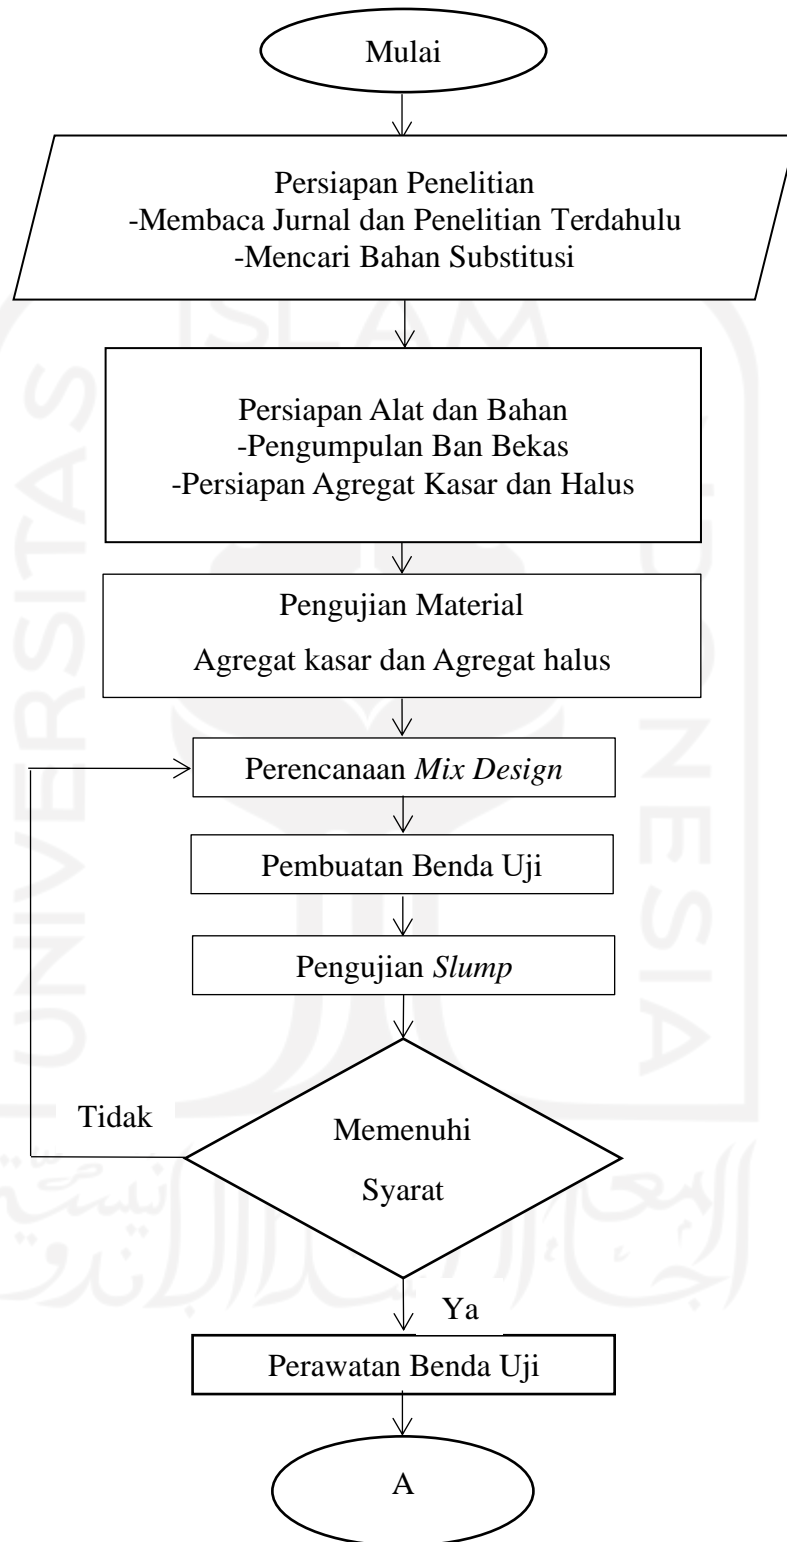 Mulai
Persiapan Penelitian
-Membaca Jurnal dan Penelitian Terdahulu
-Mencari Bahan Substitusi
Persiapan Alat dan Bahan
-Pengumpulan Ban Bekas
-Persiapan Agregat Kasar dan Halus
Pengujian Material
Agregat kasar dan Agregat halus
Perencanaan Mix Design
Pembuatan Benda Uji
Pengujian Slump
Tidak
Memenuhi
Syarat
Ya
Perawatan Benda Uji
A
UNIVERSITAS
ISLAM